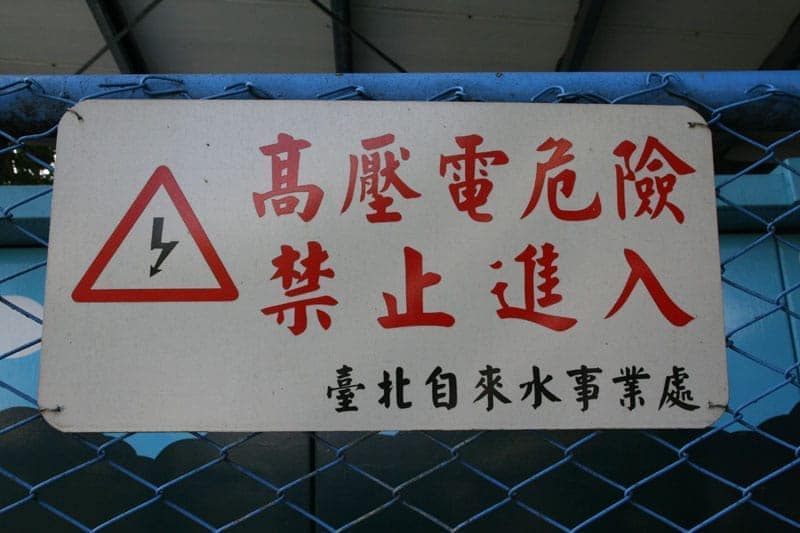 高壓電危險
禁止進入
臺北自來水事業處